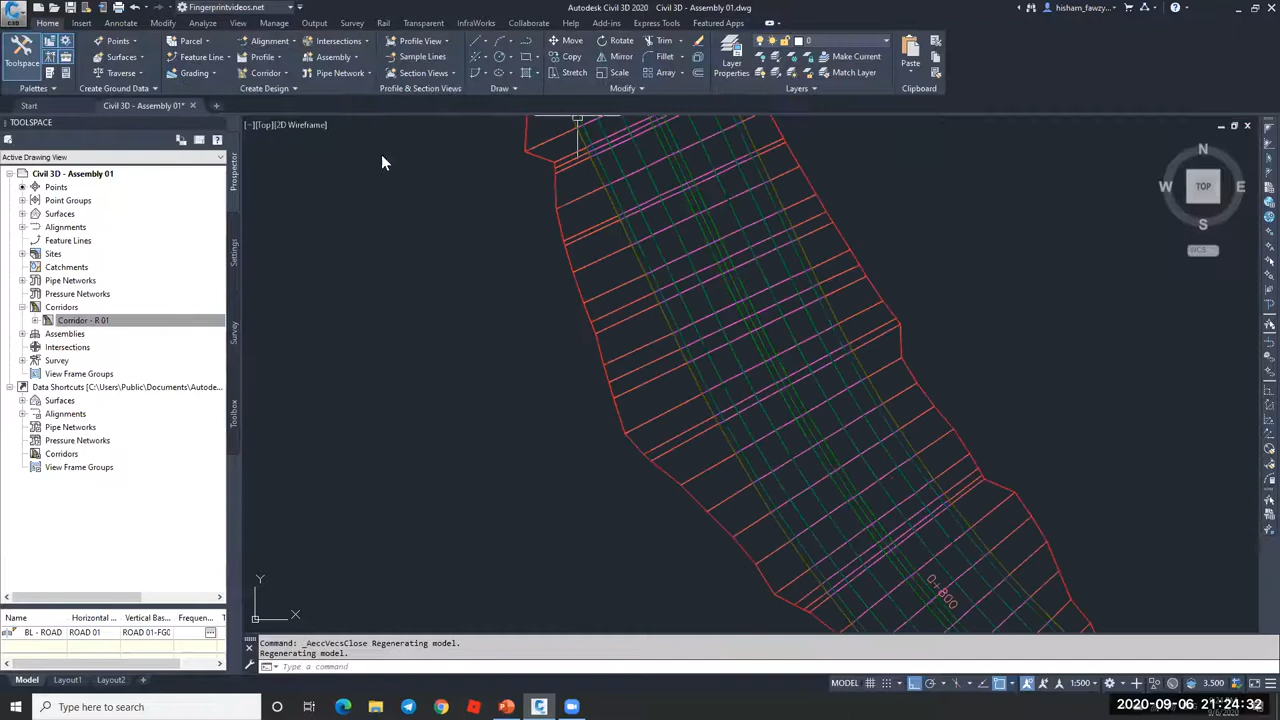 C3D
Fingerprintvideos.net
Autodesk Civil 3D 2020 Civil 3D - Assembly 01.dwg
hisham_fawzy...
Home Insert Annotate Modify Analyze View Manage Output Survey Rail Transparent InfraWorks Collaborate Help Add-ins Express Tools Featured Apps
Toolspace
Points
Surfaces
Traverse
Parcel
Feature Line
Grading
Alignment
Profile
Corridor
Intersections
Assembly
Pipe Network
Profile View
Sample Lines
Section Views
Move
Copy
Stretch
Rotate
Mirror
Scale
Trim
Fillet
Array
Layer
Properties
0
Make Current
Match Layer
Paste
Palettes Create Ground Data Create Design Profile & Section Views Draw Modify Layers Clipboard
Start Civil 3D - Assembly 01*
TOOLSPACE
Active Drawing View
Civil 3D - Assembly 01
Points
Point Groups
Surfaces
Alignments
Feature Lines
Sites
Catchments
Pipe Networks
Pressure Networks
Corridors
Corridor - R 01
Assemblies
Intersections
Survey
View Frame Groups
Data Shortcuts [C:\Users\Public\Documents\Autode...
Surfaces
Alignments
Pipe Networks
Pressure Networks
Corridors
View Frame Groups
Prospector
Settings
Survey
Toolbox
Name Horizontal ... Vertical Bas... Frequen...
BL - ROAD ROAD 01 ROAD 01-FG0
[−][Top][2D Wireframe]
N
W TOP E
S
WCS
0+800
Y
X
Command: _AeccVecsClose Regenerating model.
Regenerating model.
Type a command
Model Layout1 Layout2
MODEL 1:500 3.500
Type here to search
2020-09-06 21:24:32